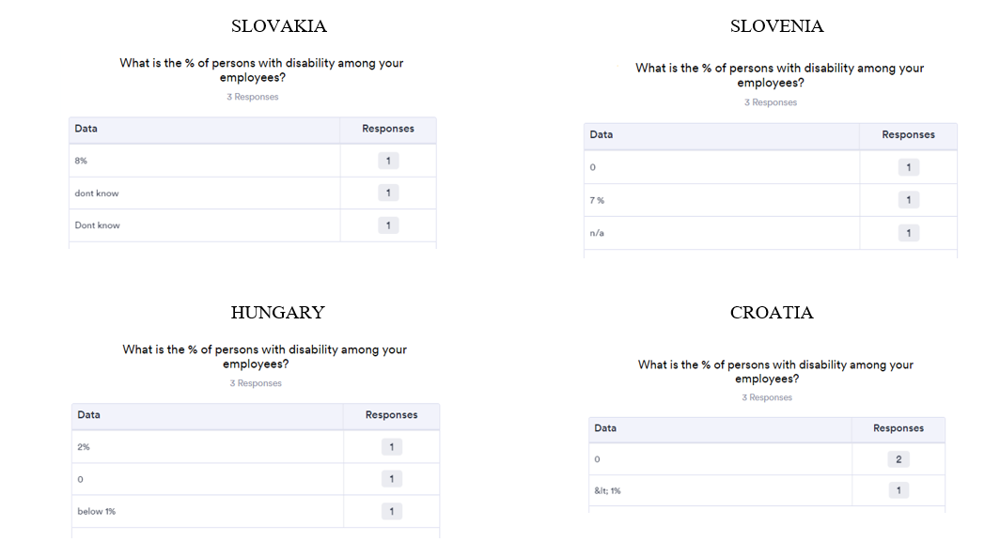 SLOVAKIA
What is the % of persons with disability among your
employees?
3 Responses
Data Responses
8% 1
dont know 1
Dont know 1
SLOVENIA
What is the % of persons with disability among your
employees?
3 Responses
Data Responses
0 1
7 % 1
n/a 1
HUNGARY
What is the % of persons with disability among your
employees?
3 Responses
Data Responses
2% 1
0 1
below 1% 1
CROATIA
What is the % of persons with disability among your
employees?
3 Responses
Data Responses
0 2
&lt; 1% 1